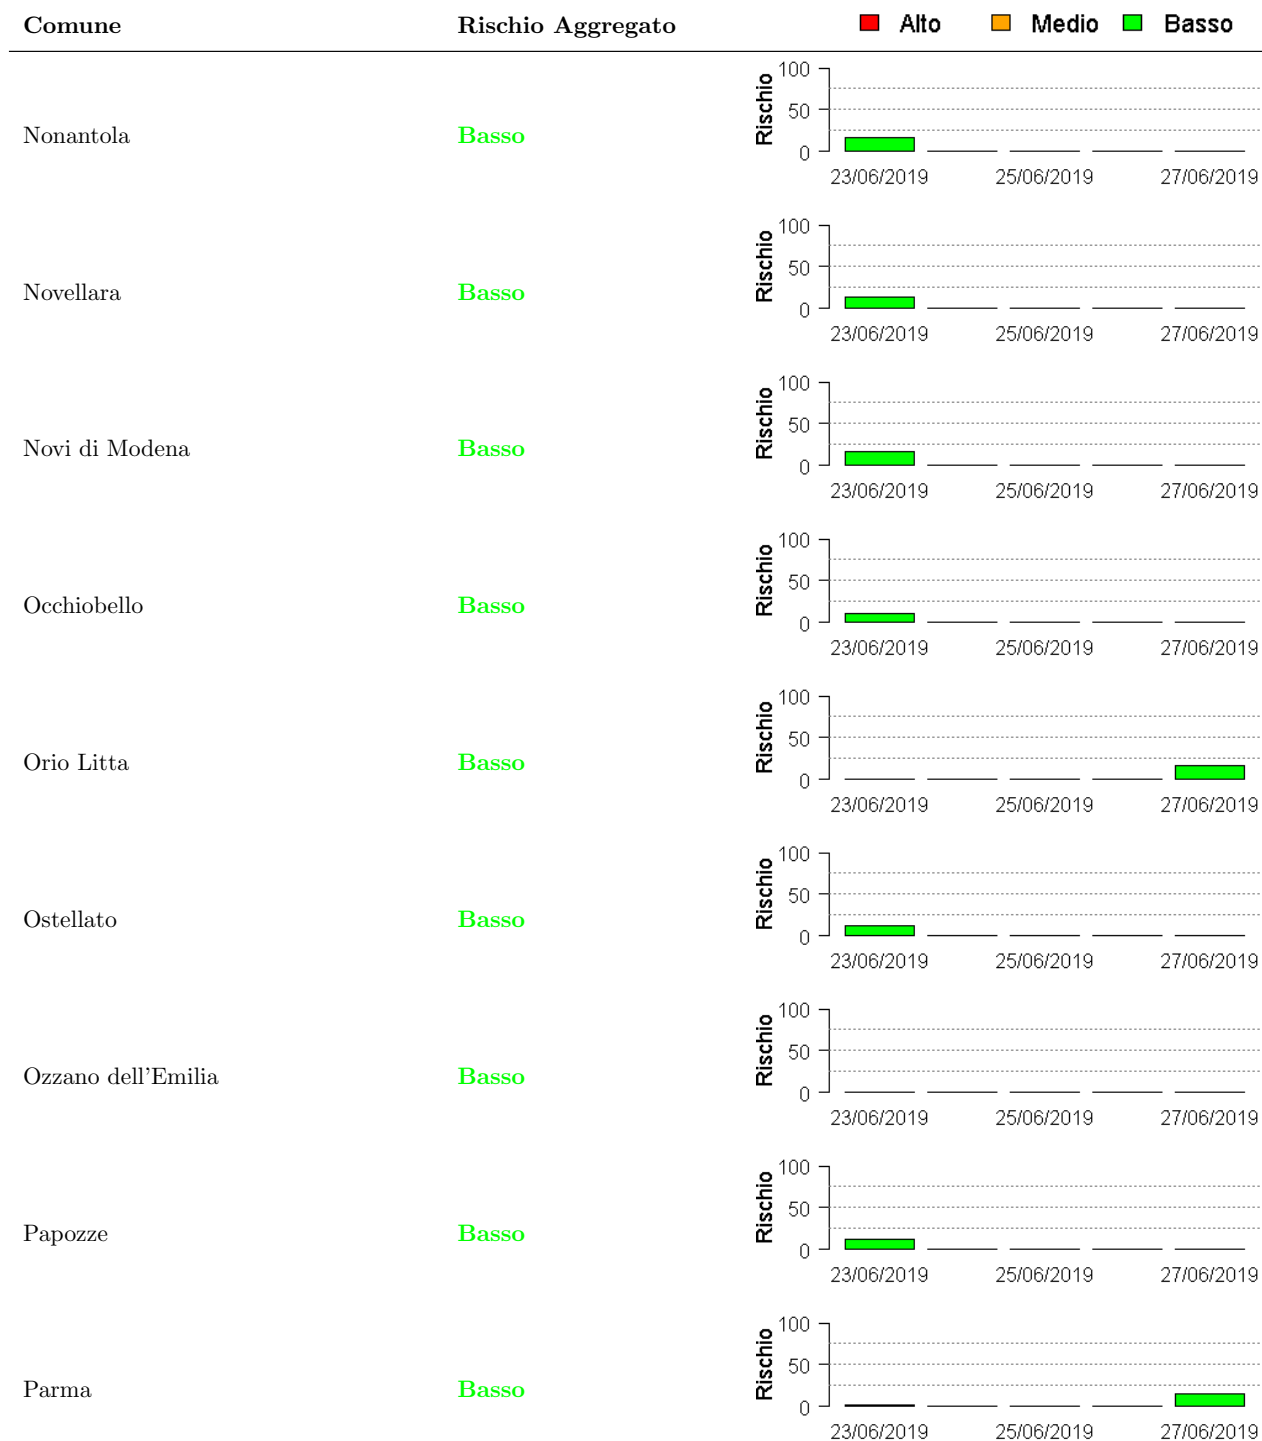 Comune Rischio Aggregato Alto Medio Basso
Nonantola Basso Rischio 100 50 0
23/06/2019 25/06/2019 27/06/2019
Novellara Basso Rischio 100 50 0
23/06/2019 25/06/2019 27/06/2019
Novi di Modena Basso Rischio 100 50 0
23/06/2019 25/06/2019 27/06/2019
Occhiobello Basso Rischio 100 50 0
23/06/2019 25/06/2019 27/06/2019
Orio Litta Basso Rischio 100 50 0
23/06/2019 25/06/2019 27/06/2019
Ostellato Basso Rischio 100 50 0
23/06/2019 25/06/2019 27/06/2019
Ozzano dell'Emilia Basso Rischio 100 50 0
23/06/2019 25/06/2019 27/06/2019
Papozze Basso Rischio 100 50 0
23/06/2019 25/06/2019 27/06/2019
Parma Basso Rischio 100 50 0
23/06/2019 25/06/2019 27/06/2019